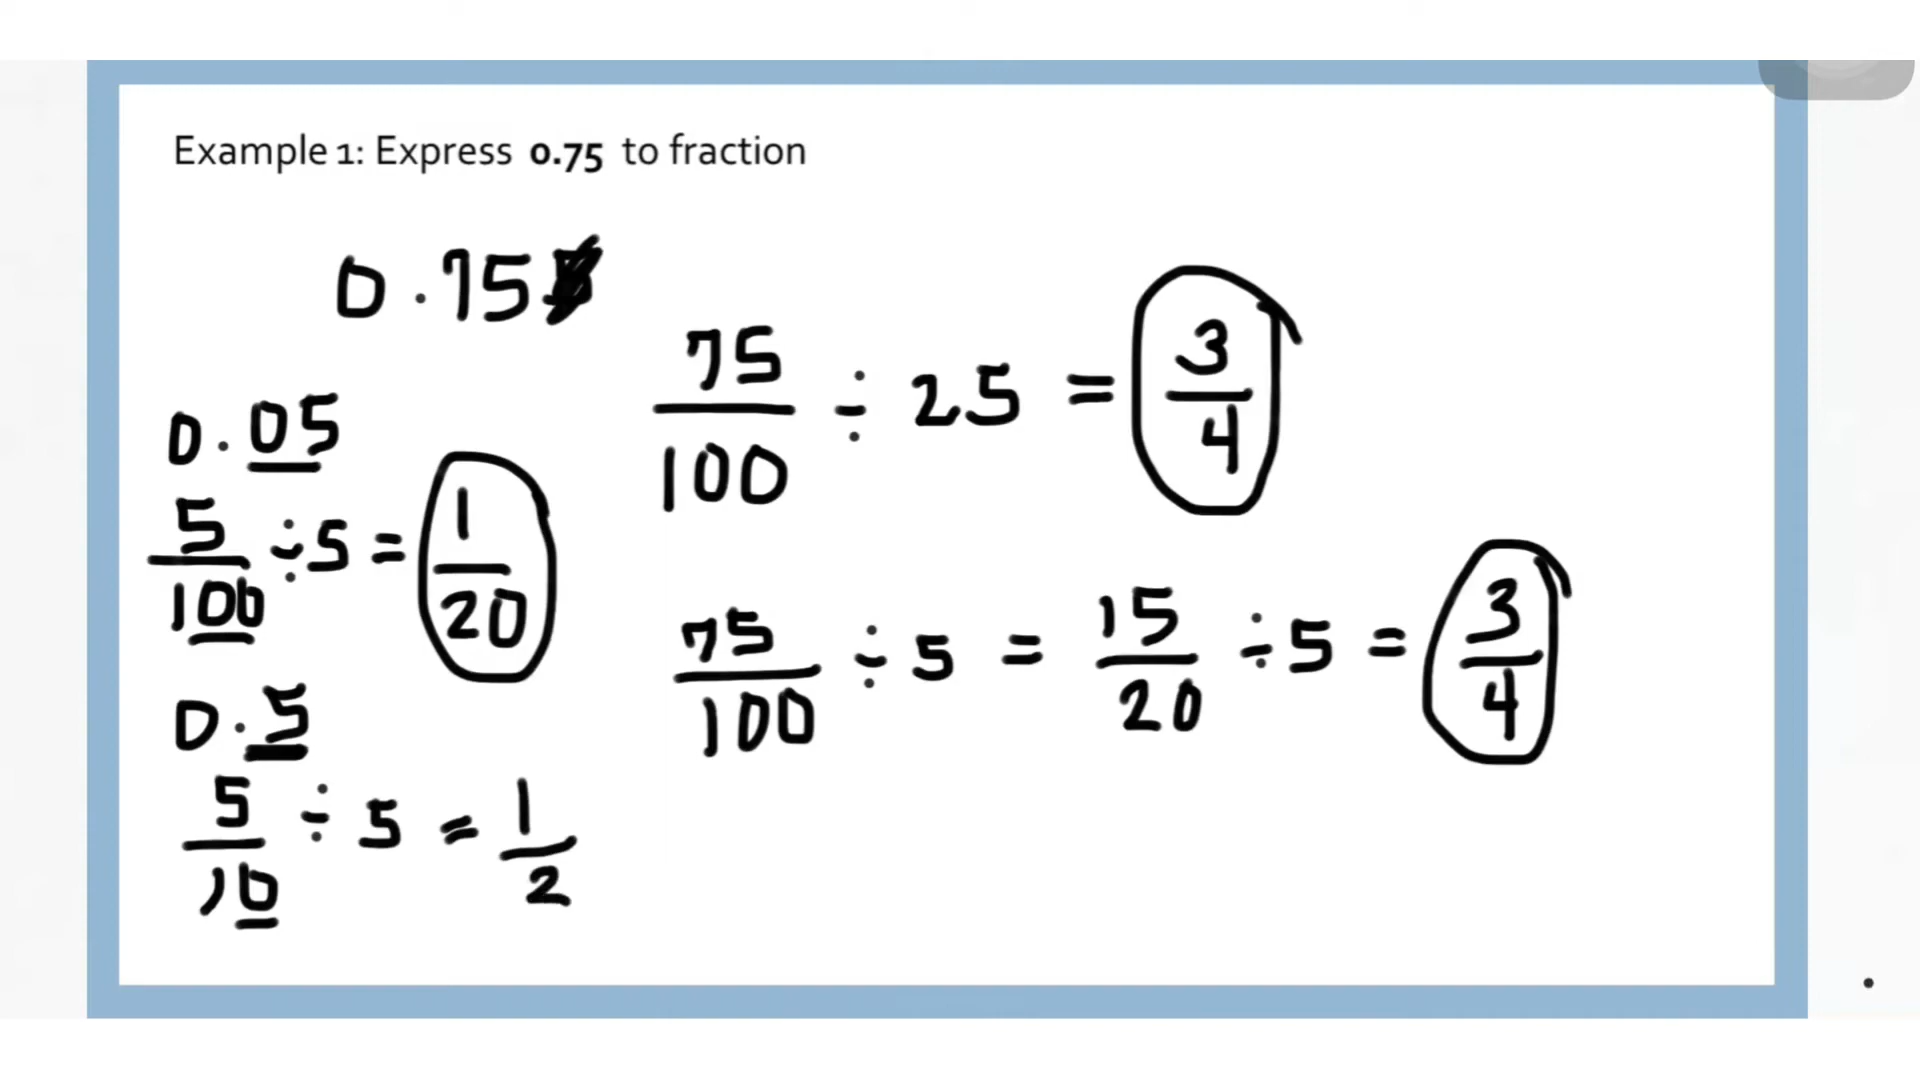 Example 1: Express 0.75 to fraction
0.75
75/100 ÷ 25 = 3/4
0.05
5/100 ÷ 5 = 1/20
75/100 ÷ 5 = 15/20 ÷ 5 = 3/4
0.5
5/10 ÷ 5 = 1/2